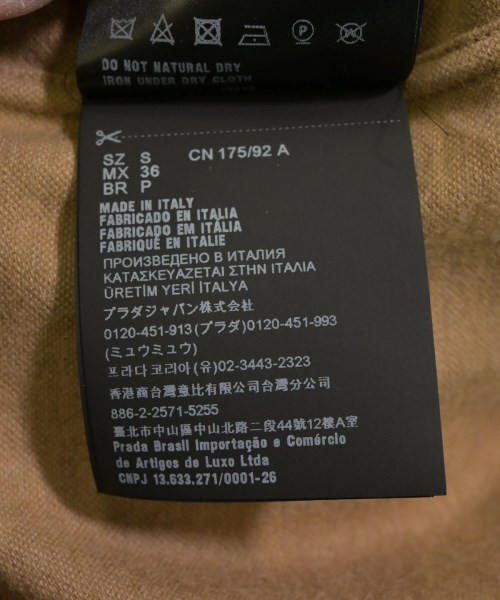 DO NOT NATURAL DRY
IRON UNDER DRY CLOTH
SZ S CN 175/92 A
MX 36
BR P
MADE IN ITALY
FABRICADO EN ITALIA
FABRICADO EM ITÁLIA
FABRIQUÉ EN ITALIE
ПРОИЗВЕДЕНО В ИТАЛИЯ
ΚΑΤΑΣΚΕΥΑΖΕΤΑΙ ΣΤΗΝ ΙΤΑΛΙΑ
ÜRETİM YERİ İTALYA
プラダジャパン株式会社
0120-451-913(プラダ)0120-451-993
(ミュウミュウ)
프라다 코리아 (유)02-3443-2323
香港商台灣意比有限公司台灣分公司
886-2-2571-5255
臺北市中山區中山北路二段44號12樓A室
Prada Brasil Importação e Comércio
de Artigos de Luxo Ltda
CNPJ 13.633.271/0001-26